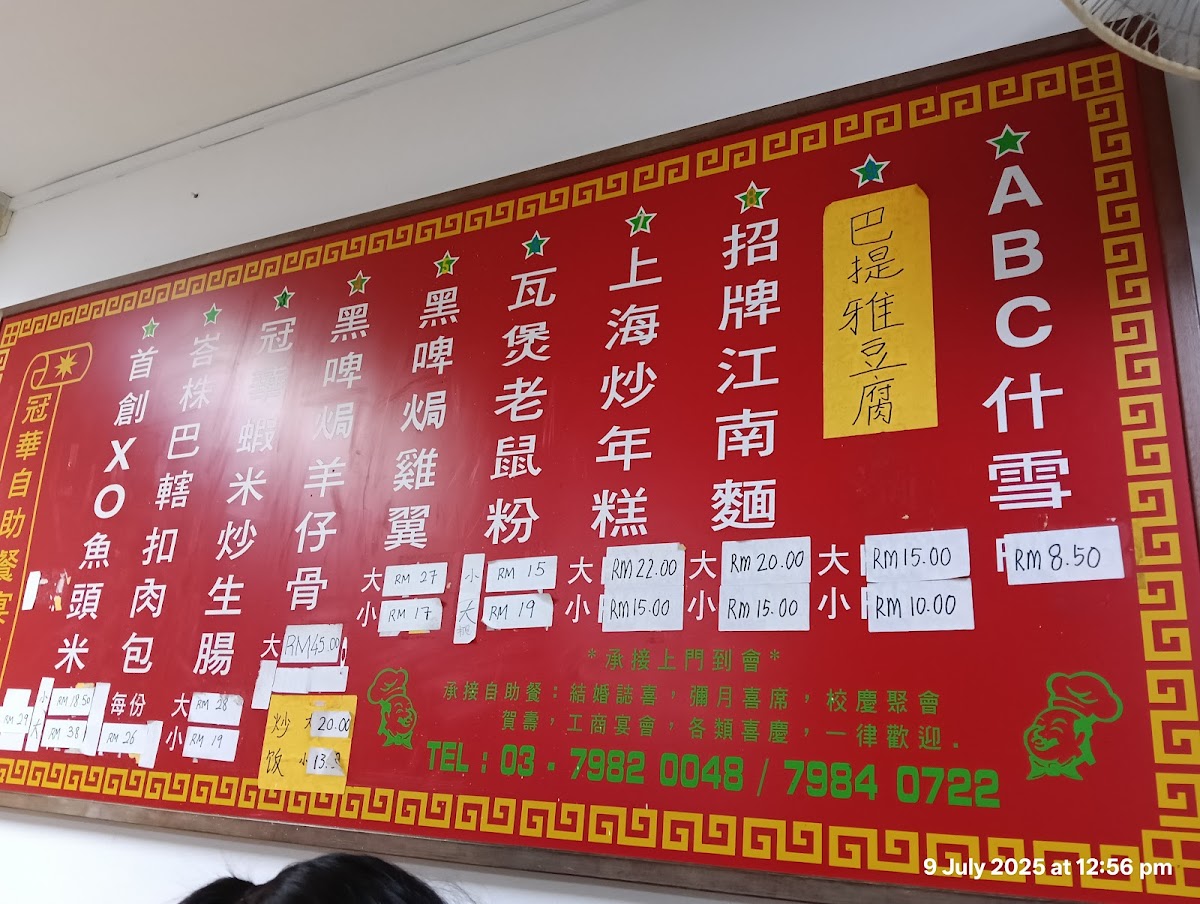 冠華自助餐宴
RM 29
首創XO魚頭米
小 RM 18.50
大 RM 38
峇株巴轄扣肉包
每份
RM 26
冠華蝦米炒生腸
大 RM 28
小 RM 19
黑啤焗羊仔骨
大 RM45.00
炒饭
大 20.00
小
黑啤焗雞翼
大 RM 27
小 RM 17
瓦煲老鼠粉
小 RM 15
大 RM 19
上海炒年糕
大 RM22.00
小 RM15.00
招牌江南麵
大 RM20.00
小 RM15.00
巴提雅豆腐
大 RM15.00
小 RM10.00
ABC什雪
RM8.50
*承接上門到會*
承接自助餐：結婚誌喜，彌月喜席，校慶聚會
賀壽，工商宴會，各類喜慶，一律歡迎.
TEL : 03 - 7982 0048 / 7984 0722
9 July 2025 at 12:56 pm